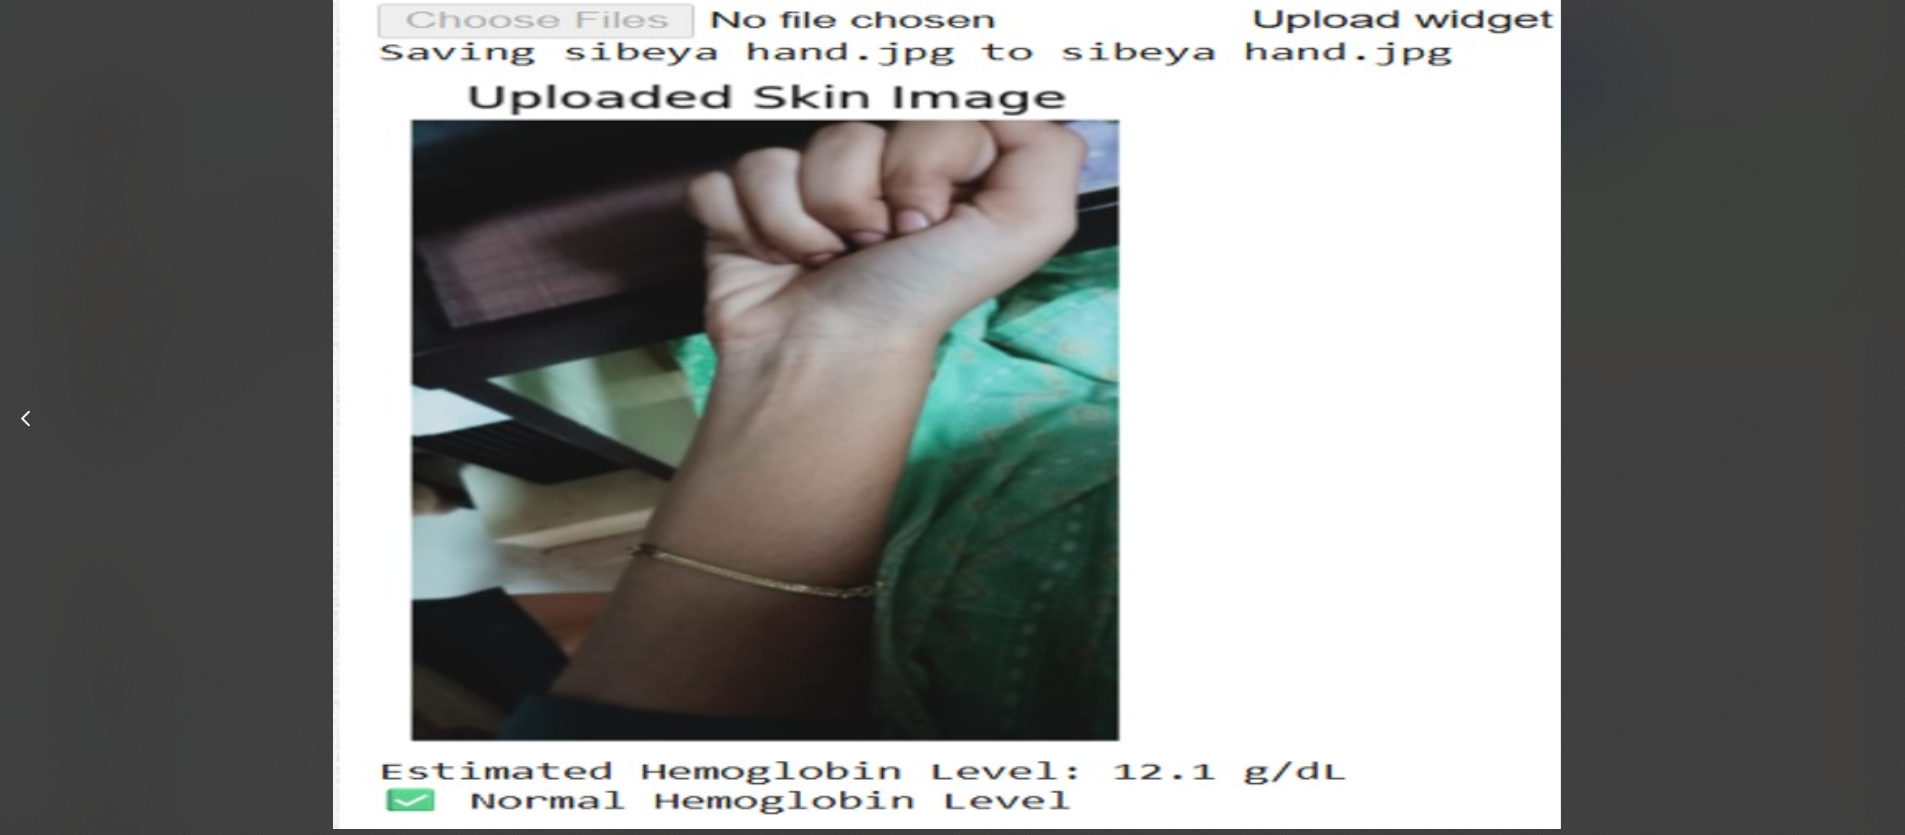 Choose Files No file chosen Upload widget
Saving sibeya hand.jpg to sibeya hand.jpg
Uploaded Skin Image
Estimated Hemoglobin Level: 12.1 g/dL
✅ Normal Hemoglobin Level